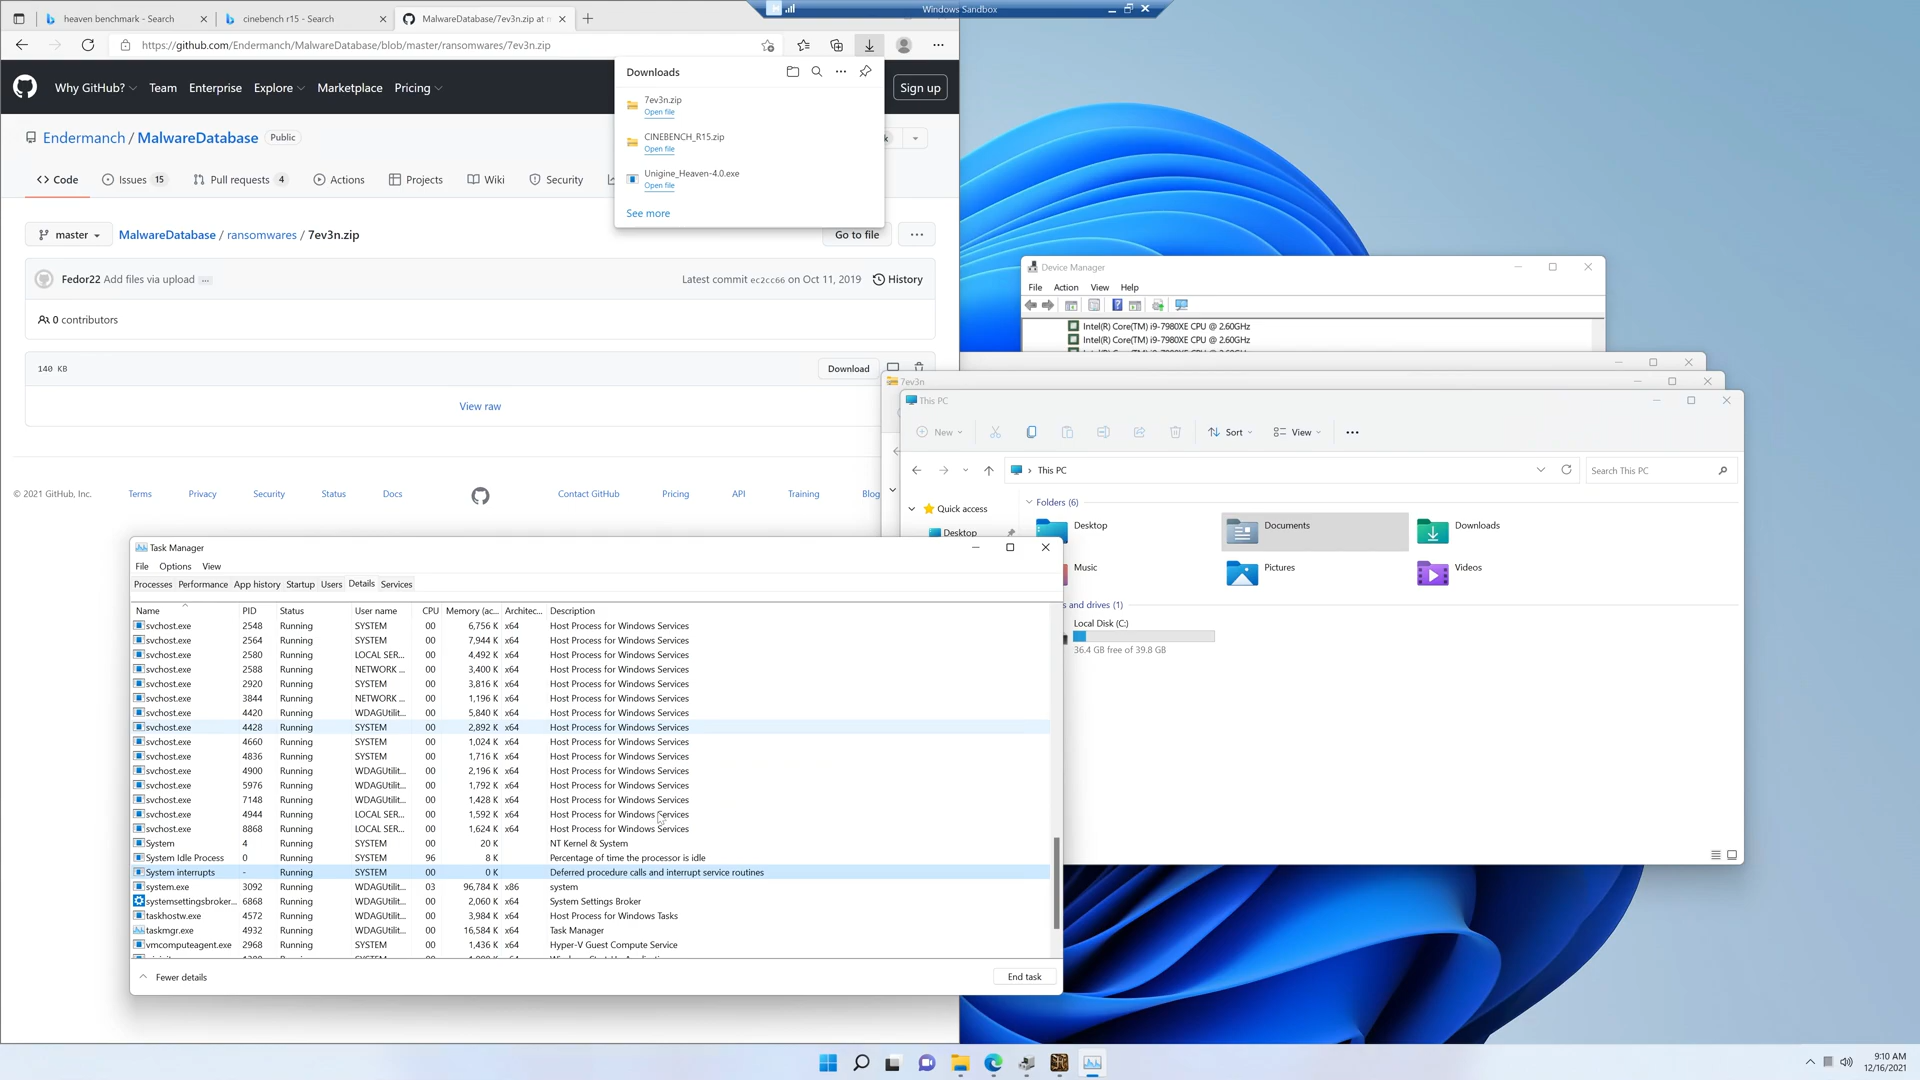 heaven benchmark - Search
cinebench r15 - Search
MalwareDatabase/7ev3n.zip at m
Windows Sandbox
https://github.com/Endermanch/MalwareDatabase/blob/master/ransomwares/7ev3n.zip
Why GitHub?
Team
Enterprise
Explore
Marketplace
Pricing
Sign up
Downloads
7ev3n.zip
Open file
CINEBENCH_R15.zip
Open file
Unigine_Heaven-4.0.exe
Open file
See more
Endermanch / MalwareDatabase Public
Code
Issues 15
Pull requests 4
Actions
Projects
Wiki
Security
master
MalwareDatabase / ransomwares / 7ev3n.zip
Go to file
Fedor22 Add files via upload
Latest commit ec2cc66 on Oct 11, 2019
History
0 contributors
140 KB
Download
View raw
© 2021 GitHub, Inc.
Terms
Privacy
Security
Status
Docs
Contact GitHub
Pricing
API
Training
Blog
Device Manager
File Action View Help
Intel(R) Core(TM) i9-7980XE CPU @ 2.60GHz
Intel(R) Core(TM) i9-7980XE CPU @ 2.60GHz
7ev3n
This PC
New
Sort
View
This PC
Search This PC
Quick access
Desktop
Folders (6)
Desktop
Documents
Downloads
Music
Pictures
Videos
s and drives (1)
Local Disk (C:)
36.4 GB free of 39.8 GB
Task Manager
File Options View
Processes Performance App history Startup Users Details Services
Name PID Status User name CPU Memory (ac... Architec... Description
svchost.exe 2548 Running SYSTEM 00 6,756 K x64 Host Process for Windows Services
svchost.exe 2564 Running SYSTEM 00 7,944 K x64 Host Process for Windows Services
svchost.exe 2580 Running LOCAL SER... 00 4,492 K x64 Host Process for Windows Services
svchost.exe 2588 Running NETWORK ... 00 3,400 K x64 Host Process for Windows Services
svchost.exe 2920 Running SYSTEM 00 3,816 K x64 Host Process for Windows Services
svchost.exe 3844 Running NETWORK ... 00 1,196 K x64 Host Process for Windows Services
svchost.exe 4420 Running WDAGUtilit... 00 5,840 K x64 Host Process for Windows Services
svchost.exe 4428 Running SYSTEM 00 2,892 K x64 Host Process for Windows Services
svchost.exe 4660 Running SYSTEM 00 1,024 K x64 Host Process for Windows Services
svchost.exe 4836 Running SYSTEM 00 1,716 K x64 Host Process for Windows Services
svchost.exe 4900 Running WDAGUtilit... 00 2,196 K x64 Host Process for Windows Services
svchost.exe 5976 Running WDAGUtilit... 00 1,792 K x64 Host Process for Windows Services
svchost.exe 7148 Running WDAGUtilit... 00 1,428 K x64 Host Process for Windows Services
svchost.exe 4944 Running LOCAL SER... 00 1,592 K x64 Host Process for Windows Services
svchost.exe 8868 Running LOCAL SER... 00 1,624 K x64 Host Process for Windows Services
System 4 Running SYSTEM 00 20 K NT Kernel & System
System Idle Process 0 Running SYSTEM 96 8 K Percentage of time the processor is idle
System interrupts - Running SYSTEM 00 0 K Deferred procedure calls and interrupt service routines
system.exe 3092 Running WDAGUtilit... 03 96,784 K x86 system
systemsettingsbroker... 6868 Running WDAGUtilit... 00 2,060 K x64 System Settings Broker
taskhostw.exe 4572 Running WDAGUtilit... 00 3,984 K x64 Host Process for Windows Tasks
taskmgr.exe 4932 Running WDAGUtilit... 00 16,584 K x64 Task Manager
vmcomputeagent.exe 2968 Running SYSTEM 00 1,436 K x64 Hyper-V Guest Compute Service
Fewer details
End task
9:10 AM
12/16/2021